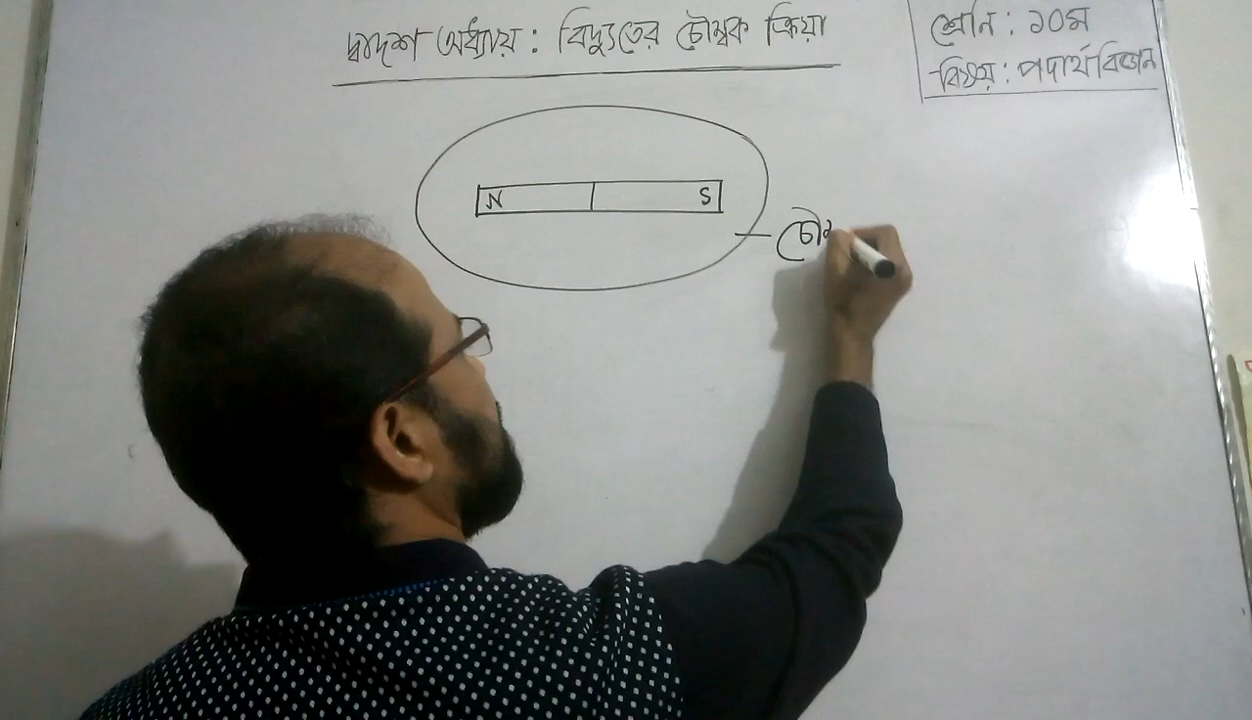 দ্বাদশ অধ্যায় : বিদ্যুতের চৌম্বক ক্রিয়া
শ্রেনি : ১০ম
বিষয় : পদার্থবিজ্ঞান
N S